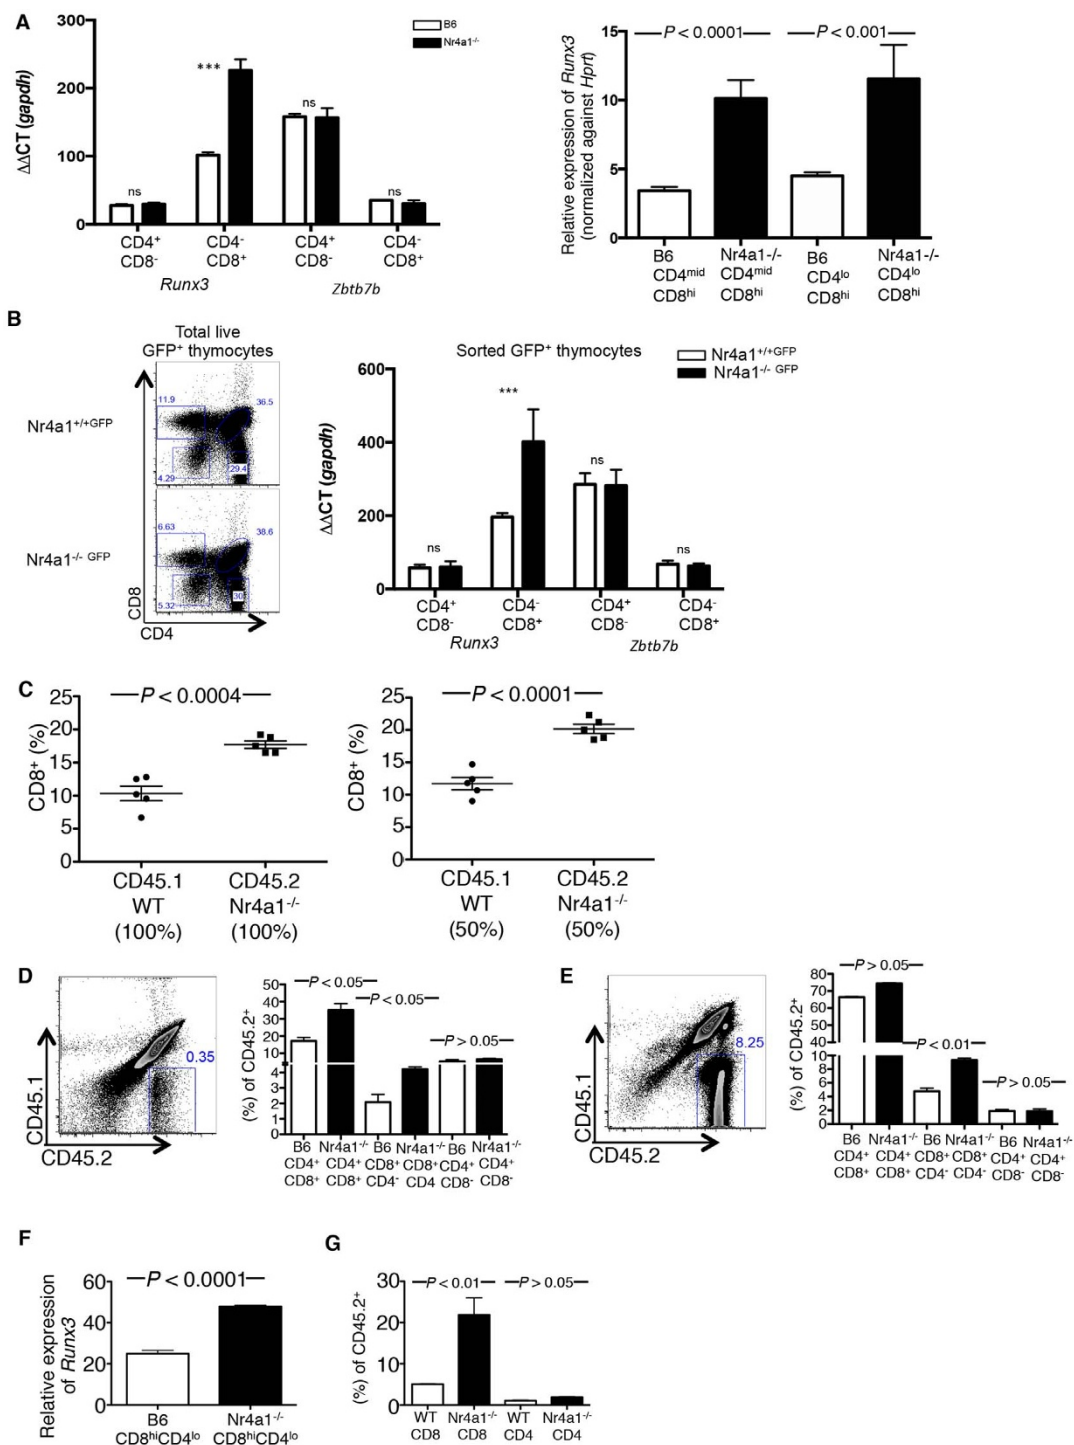 A
300
200
100
0
ΔΔCT (gapdh)
B6
Nr4a1-/-
***
ns
ns
ns
CD4+ CD4- CD4+ CD4-
CD8- CD8+ CD8- CD8+
Runx3 Zbtb7b
Relative expression of Runx3
(normalized against Hprt)
15
10
5
0
P < 0.0001 P < 0.001
B6 Nr4a1-/- B6 Nr4a1-/-
CD4mid CD4mid CD4lo CD4lo
CD8hi CD8hi CD8hi CD8hi
B
Total live
GFP+ thymocytes
Nr4a1+/+GFP
11.9
36.5
29.4
4.29
Nr4a1-/- GFP
6.63
38.6
30
5.32
CD8
CD4
Sorted GFP+ thymocytes
Nr4a1+/+GFP
Nr4a1-/- GFP
600
400
200
0
ΔΔCT (gapdh)
***
ns
ns
ns
CD4+ CD4- CD4+ CD4-
CD8- CD8+ CD8- CD8+
Runx3 Zbtb7b
C
P < 0.0004
25
20
15
10
5
0
CD8+ (%)
CD45.1 CD45.2
WT Nr4a1-/-
(100%) (100%)
P < 0.0001
25
20
15
10
5
0
CD8+ (%)
CD45.1 CD45.2
WT Nr4a1-/-
(50%) (50%)
D
0.35
CD45.1
CD45.2
(%) of CD45.2+
50
40
30
20
10
4
3
2
1
0
P < 0.05
P < 0.05
P > 0.05
B6 Nr4a1-/- B6 Nr4a1-/- B6 Nr4a1-/-
CD4+ CD4+ CD8+ CD8+ CD4+ CD4+
CD8+ CD8+ CD4- CD4 CD8- CD8-
E
8.25
CD45.1
CD45.2
(%) of CD45.2+
80
70
60
50
40
10
8
6
4
2
0
P > 0.05
P < 0.01
P > 0.05
B6 Nr4a1-/- B6 Nr4a1-/- B6 Nr4a1-/-
CD4+ CD4+ CD8+ CD8+ CD4+ CD4+
CD8+ CD8+ CD4- CD4- CD8- CD8-
F
Relative expression
of Runx3
P < 0.0001
60
40
20
0
B6 Nr4a1-/-
CD8hiCD4lo CD8hiCD4lo
G
(%) of CD45.2+
30
20
10
0
P < 0.01 P > 0.05
WT Nr4a1-/- WT Nr4a1-/-
CD8 CD8 CD4 CD4